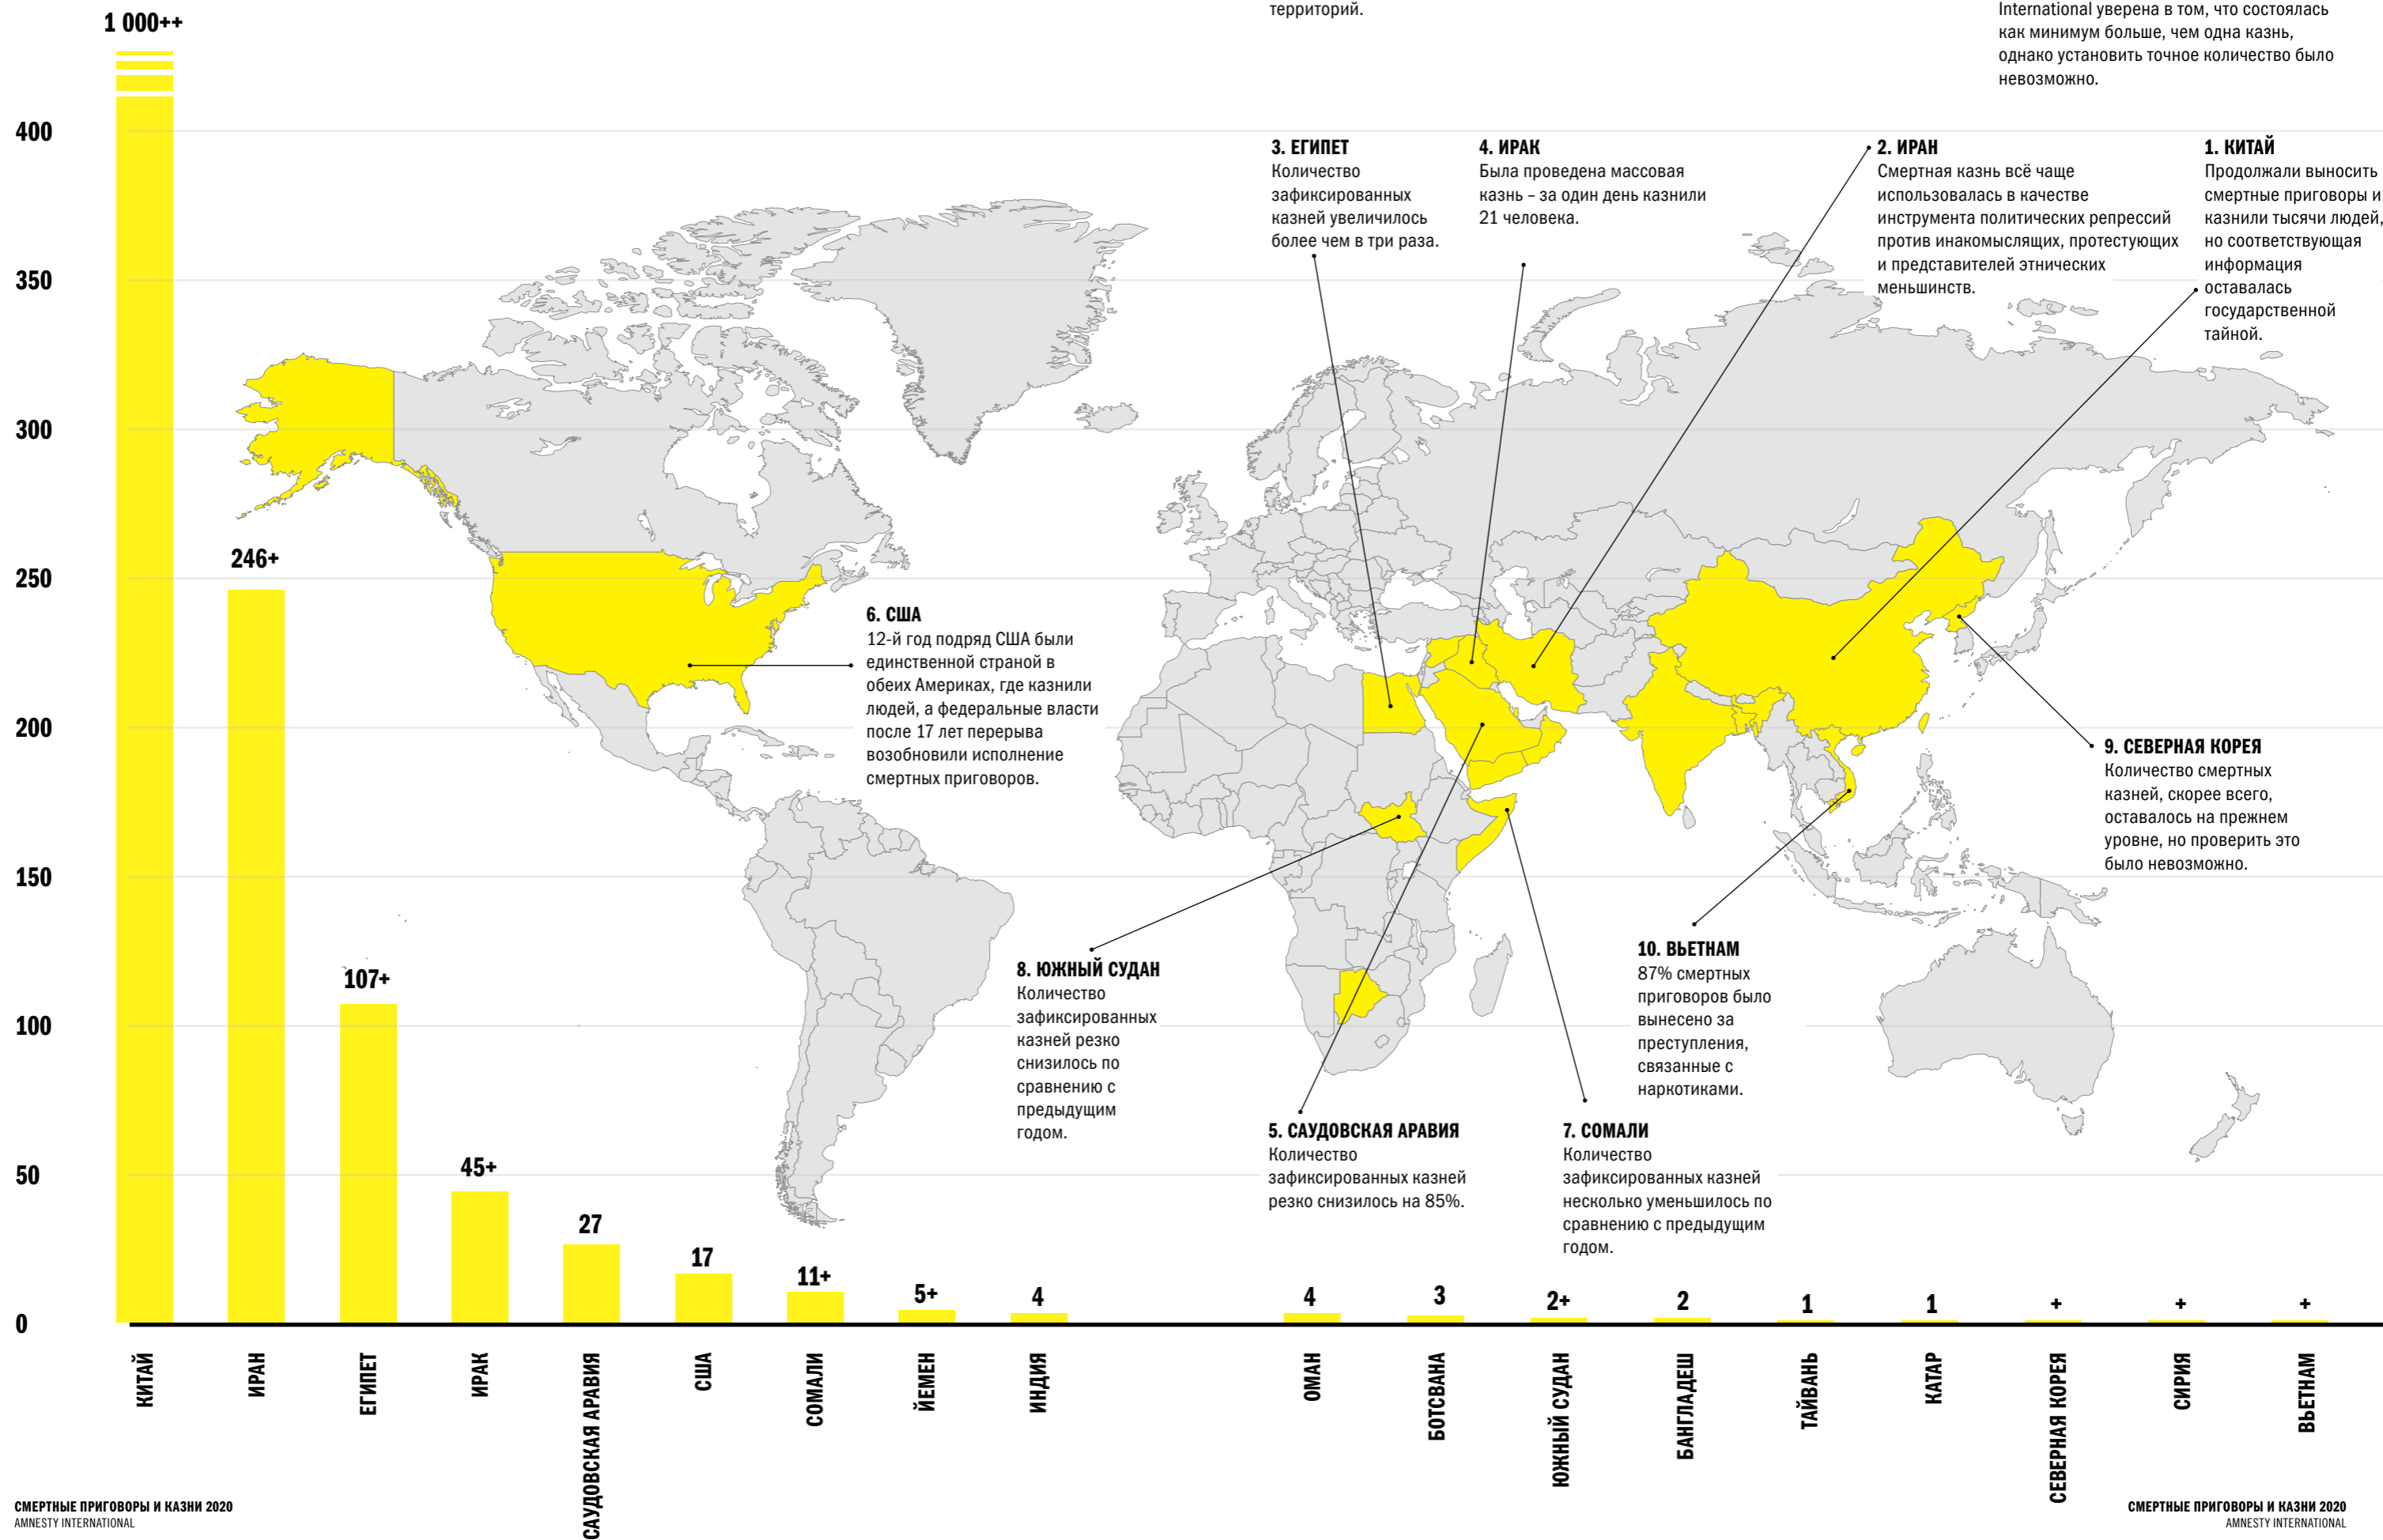 территорий.
International уверена в том, что состоялась
как минимум больше, чем одна казнь,
однако установить точное количество было
невозможно.
1 000++
400
350
300
250
200
150
100
50
0
3. ЕГИПЕТ
Количество
зафиксированных
казней увеличилось
более чем в три раза.
4. ИРАК
Была проведена массовая
казнь – за один день казнили
21 человека.
2. ИРАН
Смертная казнь всё чаще
использовалась в качестве
инструмента политических репрессий
против инакомыслящих, протестующих
и представителей этнических
меньшинств.
1. КИТАЙ
Продолжали выносить
смертные приговоры и
казнили тысячи людей,
но соответствующая
информация
оставалась
государственной
тайной.
6. США
12-й год подряд США были
единственной страной в
обеих Америках, где казнили
людей, а федеральные власти
после 17 лет перерыва
возобновили исполнение
смертных приговоров.
9. СЕВЕРНАЯ КОРЕЯ
Количество смертных
казней, скорее всего,
оставалось на прежнем
уровне, но проверить это
было невозможно.
8. ЮЖНЫЙ СУДАН
Количество
зафиксированных
казней резко
снизилось по
сравнению с
предыдущим
годом.
10. ВЬЕТНАМ
87% смертных
приговоров было
вынесено за
преступления,
связанные с
наркотиками.
5. САУДОВСКАЯ АРАВИЯ
Количество
зафиксированных казней
резко снизилось на 85%.
7. СОМАЛИ
Количество
зафиксированных казней
несколько уменьшилось по
сравнению с предыдущим
годом.
246+
107+
45+
27
17
11+
5+
4
4
3
2+
2
1
1
+
+
+
КИТАЙ
ИРАН
ЕГИПЕТ
ИРАК
САУДОВСКАЯ АРАВИЯ
США
СОМАЛИ
ЙЕМЕН
ИНДИЯ
ОМАН
БОТСВАНА
ЮЖНЫЙ СУДАН
БАНГЛАДЕШ
ТАЙВАНЬ
КАТАР
СЕВЕРНАЯ КОРЕЯ
СИРИЯ
ВЬЕТНАМ
СМЕРТНЫЕ ПРИГОВОРЫ И КАЗНИ 2020
AMNESTY INTERNATIONAL
СМЕРТНЫЕ ПРИГОВОРЫ И КАЗНИ 2020
AMNESTY INTERNATIONAL